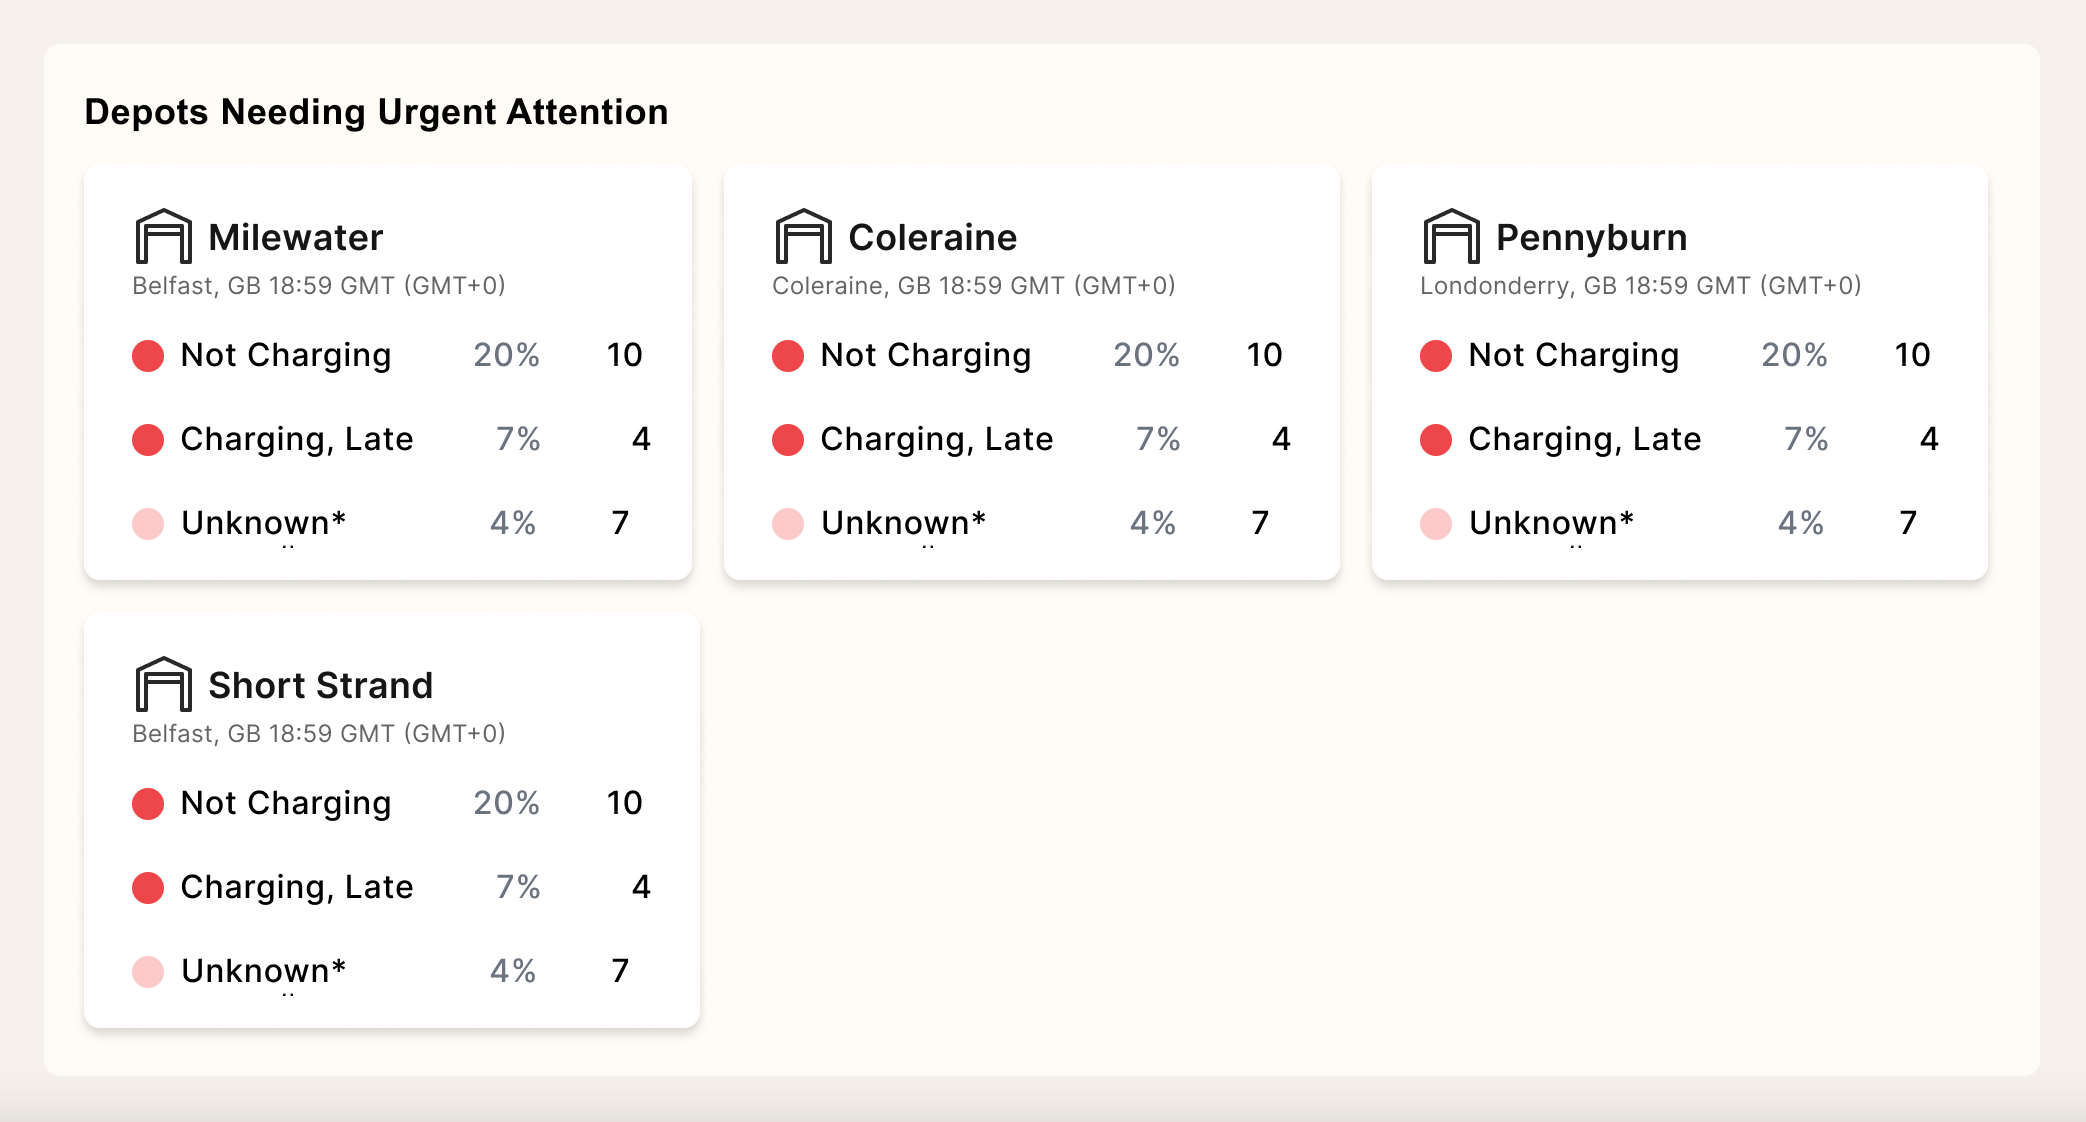 Depots Needing Urgent Attention
Milewater
Belfast, GB 18:59 GMT (GMT+0)
Not Charging 20% 10
Charging, Late 7% 4
Unknown* 4% 7
Coleraine
Coleraine, GB 18:59 GMT (GMT+0)
Not Charging 20% 10
Charging, Late 7% 4
Unknown* 4% 7
Pennyburn
Londonderry, GB 18:59 GMT (GMT+0)
Not Charging 20% 10
Charging, Late 7% 4
Unknown* 4% 7
Short Strand
Belfast, GB 18:59 GMT (GMT+0)
Not Charging 20% 10
Charging, Late 7% 4
Unknown* 4% 7